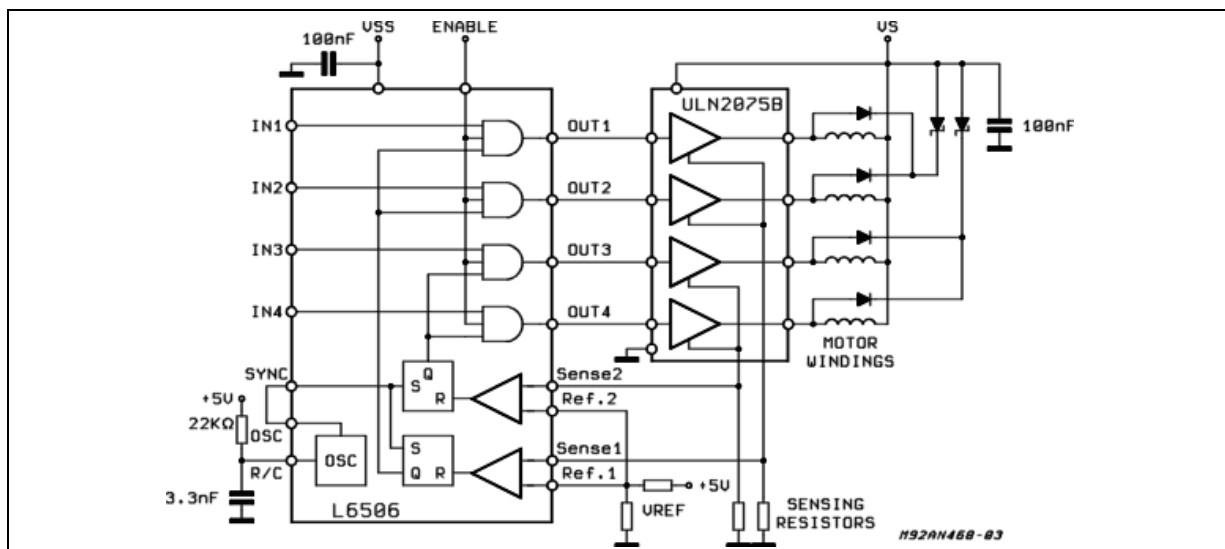 VSS ENABLE VS
100nF
ULN2075B
IN1 OUT1
100nF
IN2 OUT2
IN3 OUT3
IN4 OUT4
MOTOR
WINDINGS
SYNC Q Sense2
S R
+5V Ref.2
22KΩ OSC
S Sense1
OSC
R/C Q R Ref.1
+5V
3.3nF VREF SENSING
RESISTORS
L6506
M92AN460-03